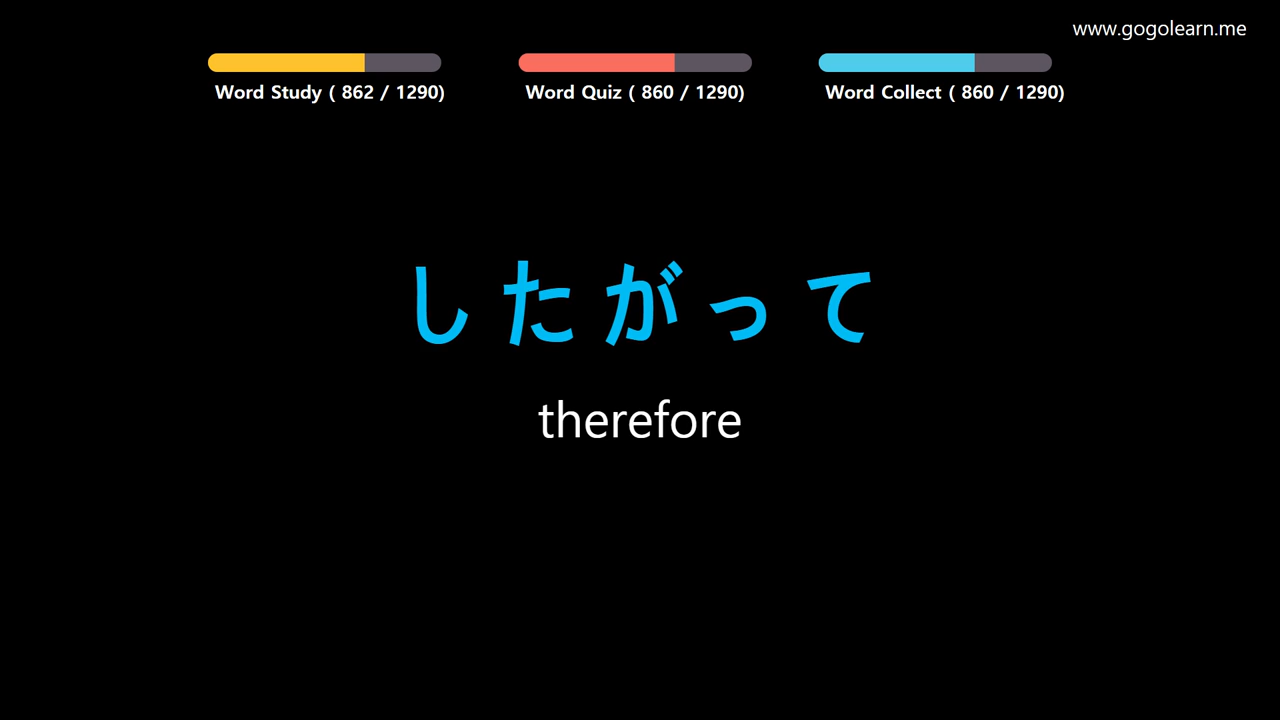 www.gogolearn.me
Word Study ( 862 / 1290)
Word Quiz ( 860 / 1290)
Word Collect ( 860 / 1290)
したがって
therefore